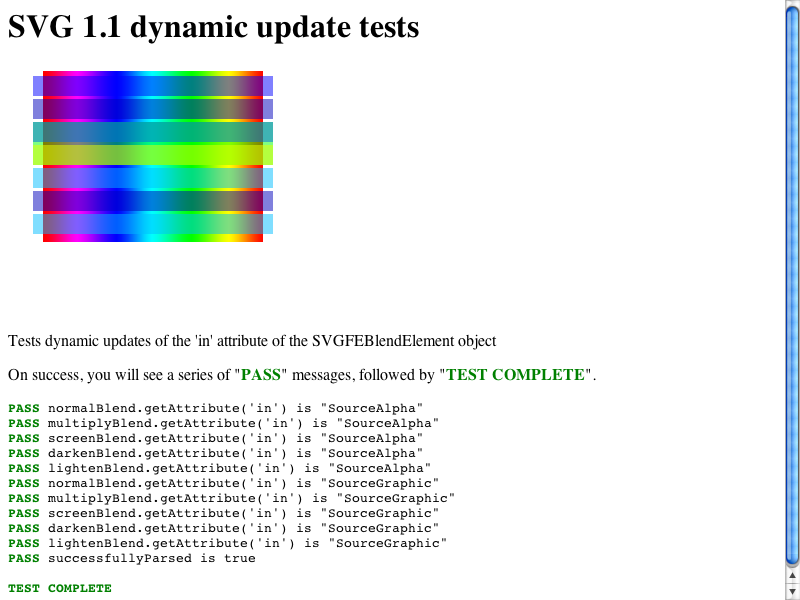 SVG 1.1 dynamic update tests
Tests dynamic updates of the 'in' attribute of the SVGFEBlendElement object
On success, you will see a series of "PASS" messages, followed by "TEST COMPLETE".
PASS normalBlend.getAttribute('in') is "SourceAlpha"
PASS multiplyBlend.getAttribute('in') is "SourceAlpha"
PASS screenBlend.getAttribute('in') is "SourceAlpha"
PASS darkenBlend.getAttribute('in') is "SourceAlpha"
PASS lightenBlend.getAttribute('in') is "SourceAlpha"
PASS normalBlend.getAttribute('in') is "SourceGraphic"
PASS multiplyBlend.getAttribute('in') is "SourceGraphic"
PASS screenBlend.getAttribute('in') is "SourceGraphic"
PASS darkenBlend.getAttribute('in') is "SourceGraphic"
PASS lightenBlend.getAttribute('in') is "SourceGraphic"
PASS successfullyParsed is true
TEST COMPLETE